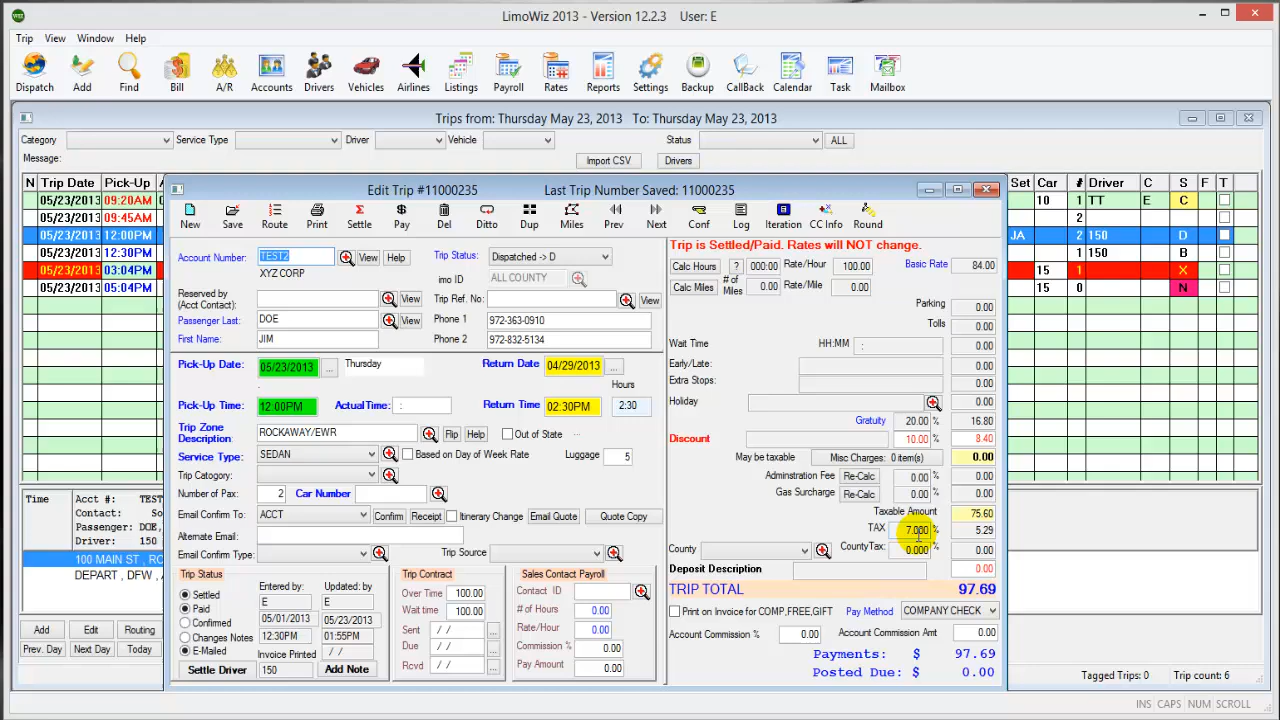 LimoWiz 2013 - Version 12.2.3 User: E
Trip View Window Help
Dispatch Add Find Bill A/R Accounts Drivers Vehicles Airlines Listings Payroll Rates Reports Settings Backup CallBack Calendar Task Mailbox
Trips from: Thursday May 23, 2013 To: Thursday May 23, 2013
Category Service Type Driver Vehicle Status ALL
Message: Import CSV Drivers
N Trip Date Pick-Up Set Car # Driver C S F T
05/23/2013 09:20AM 10 1 TT E C
05/23/2013 09:45AM 2
05/23/2013 12:00PM JA 2 150 D
05/23/2013 12:30PM 1 150 B
05/23/2013 03:04PM 15 1 X
05/23/2013 05:04PM 15 0 N
Edit Trip #11000235 Last Trip Number Saved: 11000235
New Save Route Print Settle Pay Del Ditto Dup Miles Prev Next Conf Log Iteration CC Info Round
Account Number: TEST2 View Help
XYZ CORP
Trip Status: Dispatched -> D
imo ID ALL COUNTY
Reserved by (Acct Contact): View
Trip Ref. No: View
Passenger Last: DOE View
Phone 1 972-363-0910
First Name: JIM
Phone 2 972-832-5134
Pick-Up Date: 05/23/2013 ... Thursday
Return Date 04/29/2013 ...
Hours
Pick-Up Time: 12:00PM ActualTime: :
Return Time 02:30PM 2:30
Trip Zone Description: ROCKAWAY/EWR Flip Help Out of State ...
Service Type: SEDAN Based on Day of Week Rate Luggage 5
Trip Category:
Number of Pax: 2 Car Number
Email Confirm To: ACCT Confirm Receipt Itinerary Change Email Quote Quote Copy
Alternate Email:
Email Confirm Type: Trip Source
Trip Status
Settled
Paid
Confirmed
Changes Notes
E-Mailed
Settle Driver
Entered by: Updated by:
E E
05/01/2013 05/23/2013
12.30PM 01:55PM
Invoice Printed / /
150 Add Note
Trip Contract
Over Time 100.00
Wait time 100.00
Sent / / ...
Due / / ...
Rcvd / / ...
Sales Contact Payroll
Contact ID
# of Hours 0.00
Rate/Hour 0.00
Commission % 0.00
Pay Amount 0.00
Trip is Settled/Paid. Rates will NOT change.
Calc Hours ? 000:00 Rate/Hour 100.00 Basic Rate 84.00
Calc Miles # of Miles 0.00 Rate/Mile 0.00
Parking 0.00
Tolls 0.00
Wait Time HH:MM : 0.00
Early/Late: 0.00
Extra Stops: 0.00
Holiday 0.00
Gratuity 20.00 % 16.80
Discount 10.00 % 8.40
May be taxable Misc Charges: 0 item(s) 0.00
Adminstration Fee Re-Calc 0.00 % 0.00
Gas Surcharge Re-Calc 0.00 % 0.00
Taxable Amount 75.60
TAX 7.000 % 5.29
County CountyTax: 0.000 % 0.00
Deposit Description 0.00
TRIP TOTAL 97.69
Print on Invoice for COMP,FREE,GIFT Pay Method COMPANY CHECK
Account Commission % 0.00 Account Commission Amt 0.00
Payments: $ 97.69
Posted Due: $ 0.00
Time Acct #: TEST
Contact: So
Passenger: DOE,
Driver: 150
100 MAIN ST , RO
DEPART , DFW , A
Add Edit Routing
Prev. Day Next Day Today
Tagged Trips: 0 Trip count: 6
INS CAPS NUM SCROLL